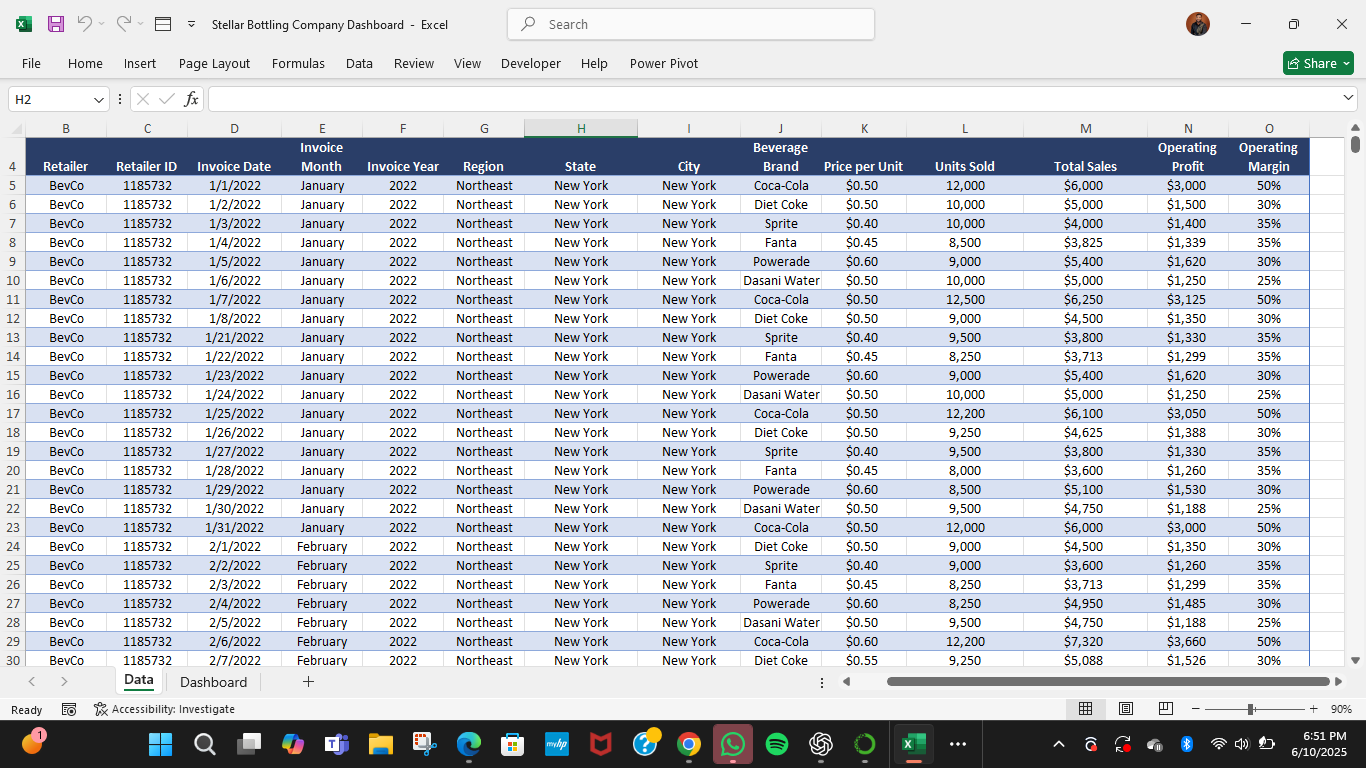 Stellar Bottling Company Dashboard - Excel
Search
File Home Insert Page Layout Formulas Data Review View Developer Help Power Pivot
Share
H2
fx
B C D E F G H I J K L M N O
4 Retailer Retailer ID Invoice Date Invoice Month Invoice Year Region State City Beverage Brand Price per Unit Units Sold Total Sales Operating Profit Operating Margin
5 BevCo 1185732 1/1/2022 January 2022 Northeast New York New York Coca-Cola $0.50 12,000 $6,000 $3,000 50%
6 BevCo 1185732 1/2/2022 January 2022 Northeast New York New York Diet Coke $0.50 10,000 $5,000 $1,500 30%
7 BevCo 1185732 1/3/2022 January 2022 Northeast New York New York Sprite $0.40 10,000 $4,000 $1,400 35%
8 BevCo 1185732 1/4/2022 January 2022 Northeast New York New York Fanta $0.45 8,500 $3,825 $1,339 35%
9 BevCo 1185732 1/5/2022 January 2022 Northeast New York New York Powerade $0.60 9,000 $5,400 $1,620 30%
10 BevCo 1185732 1/6/2022 January 2022 Northeast New York New York Dasani Water $0.50 10,000 $5,000 $1,250 25%
11 BevCo 1185732 1/7/2022 January 2022 Northeast New York New York Coca-Cola $0.50 12,500 $6,250 $3,125 50%
12 BevCo 1185732 1/8/2022 January 2022 Northeast New York New York Diet Coke $0.50 9,000 $4,500 $1,350 30%
13 BevCo 1185732 1/21/2022 January 2022 Northeast New York New York Sprite $0.40 9,500 $3,800 $1,330 35%
14 BevCo 1185732 1/22/2022 January 2022 Northeast New York New York Fanta $0.45 8,250 $3,713 $1,299 35%
15 BevCo 1185732 1/23/2022 January 2022 Northeast New York New York Powerade $0.60 9,000 $5,400 $1,620 30%
16 BevCo 1185732 1/24/2022 January 2022 Northeast New York New York Dasani Water $0.50 10,000 $5,000 $1,250 25%
17 BevCo 1185732 1/25/2022 January 2022 Northeast New York New York Coca-Cola $0.50 12,200 $6,100 $3,050 50%
18 BevCo 1185732 1/26/2022 January 2022 Northeast New York New York Diet Coke $0.50 9,250 $4,625 $1,388 30%
19 BevCo 1185732 1/27/2022 January 2022 Northeast New York New York Sprite $0.40 9,500 $3,800 $1,330 35%
20 BevCo 1185732 1/28/2022 January 2022 Northeast New York New York Fanta $0.45 8,000 $3,600 $1,260 35%
21 BevCo 1185732 1/29/2022 January 2022 Northeast New York New York Powerade $0.60 8,500 $5,100 $1,530 30%
22 BevCo 1185732 1/30/2022 January 2022 Northeast New York New York Dasani Water $0.50 9,500 $4,750 $1,188 25%
23 BevCo 1185732 1/31/2022 January 2022 Northeast New York New York Coca-Cola $0.50 12,000 $6,000 $3,000 50%
24 BevCo 1185732 2/1/2022 February 2022 Northeast New York New York Diet Coke $0.50 9,000 $4,500 $1,350 30%
25 BevCo 1185732 2/2/2022 February 2022 Northeast New York New York Sprite $0.40 9,000 $3,600 $1,260 35%
26 BevCo 1185732 2/3/2022 February 2022 Northeast New York New York Fanta $0.45 8,250 $3,713 $1,299 35%
27 BevCo 1185732 2/4/2022 February 2022 Northeast New York New York Powerade $0.60 8,250 $4,950 $1,485 30%
28 BevCo 1185732 2/5/2022 February 2022 Northeast New York New York Dasani Water $0.50 9,500 $4,750 $1,188 25%
29 BevCo 1185732 2/6/2022 February 2022 Northeast New York New York Coca-Cola $0.60 12,200 $7,320 $3,660 50%
30 BevCo 1185732 2/7/2022 February 2022 Northeast New York New York Diet Coke $0.55 9,250 $5,088 $1,526 30%
Data Dashboard
Ready Accessibility: Investigate 90%
1
myhp
6:51 PM
6/10/2025